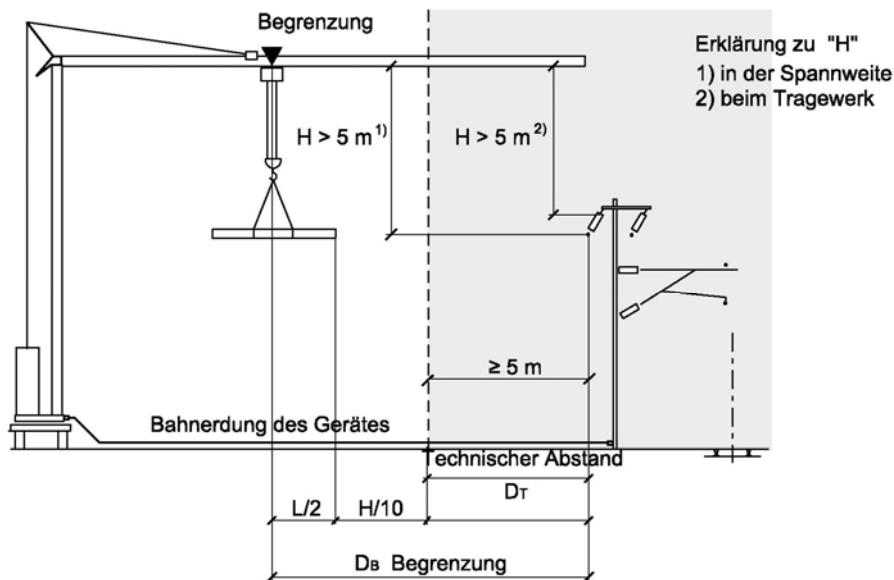 Begrenzung
Erklärung zu "H"
1) in der Spannweite
2) beim Tragewerk
H > 5 m 1)
H > 5 m 2)
≥ 5 m
Bahnerdung des Gerätes
Technischer Abstand
DT
L/2
H/10
DB Begrenzung